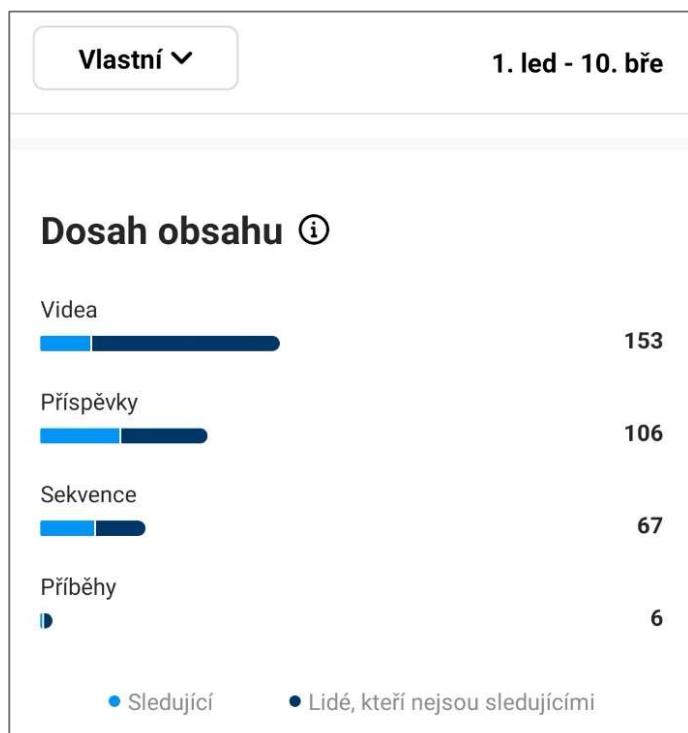 Vlastní
1. led - 10. bře
Dosah obsahu
Videa
153
Příspěvky
106
Sekvence
67
Příběhy
6
Sledující
Lidé, kteří nejsou sledujícími